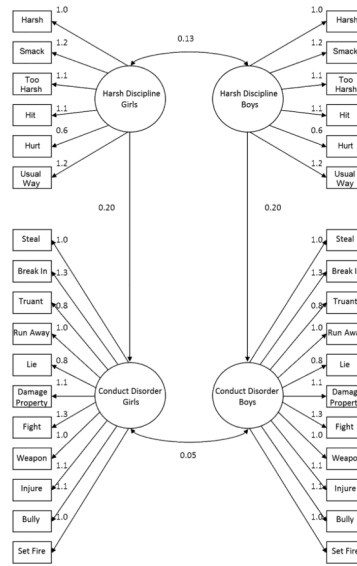 1.0
Harsh
1.2
Smack
1.1
Too
Harsh
1.1
Hit
0.6
Hurt
1.2
Usual
Way
Harsh Discipline
Girls
0.13
Harsh Discipline
Boys
1.0
Harsh
1.2
Smack
1.1
Too
Harsh
1.1
Hit
0.6
Hurt
1.2
Usual
Way
0.20
0.20
Steal
1.0
Break In
1.3
Truant
0.8
Run Away
1.0
Lie
0.8
Damage
Property
1.1
Fight
1.3
Weapon
1.0
Injure
1.1
Bully
1.1
Set Fire
1.0
Conduct Disorder
Girls
0.05
Conduct Disorder
Boys
1.0
Steal
1.3
Break I
0.8
Truant
1.0
Run Awa
0.8
Lie
1.1
Damag
Property
1.3
Fight
1.0
Weapo
1.1
Injure
1.1
Bully
1.0
Set Fire